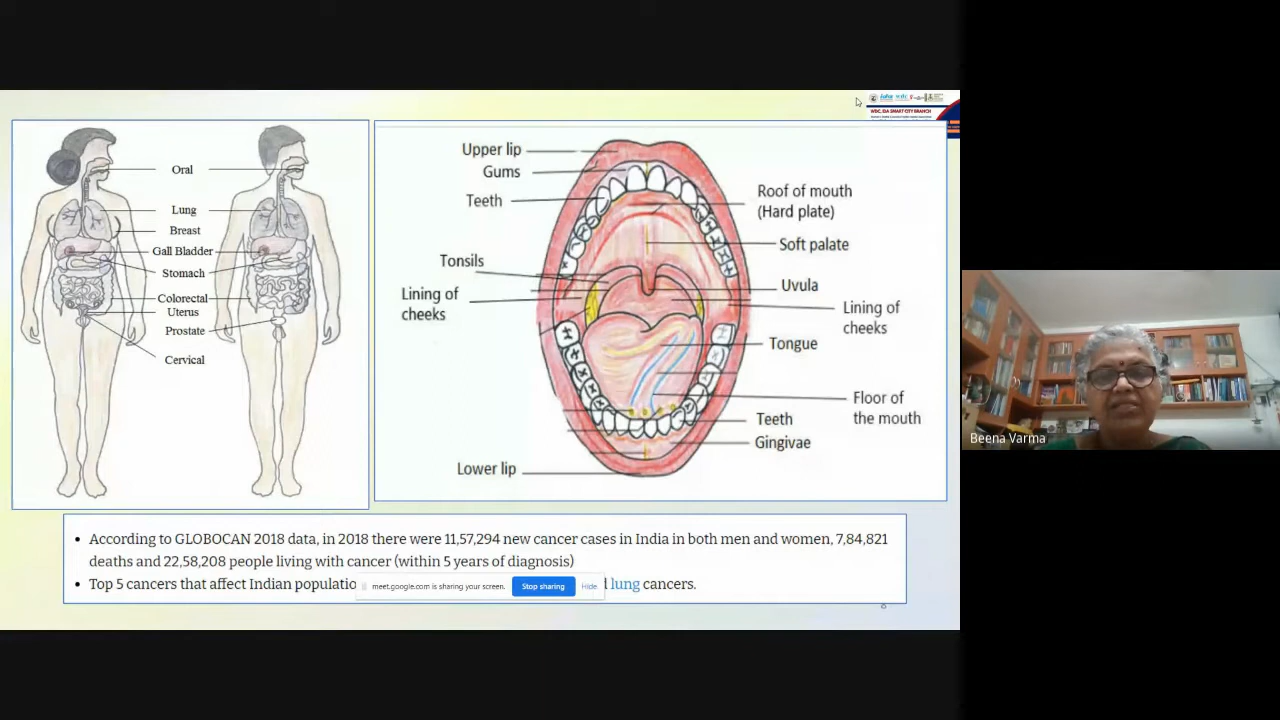 WDC, IDA SMART CITY BRANCH
Oral
Lung
Breast
Gall Bladder
Stomach
Colorectal
Uterus
Prostate
Cervical
Upper lip
Gums
Teeth
Tonsils
Lining of
cheeks
Lower lip
Roof of mouth
(Hard plate)
Soft palate
Uvula
Lining of
cheeks
Tongue
Floor of
the mouth
Teeth
Gingivae
• According to GLOBOCAN 2018 data, in 2018 there were 11,57,294 new cancer cases in India in both men and women, 7,84,821
deaths and 22,58,208 people living with cancer (within 5 years of diagnosis)
• Top 5 cancers that affect Indian lung cancers.
meet.google.com is sharing your screen. Stop sharing Hide
Beena Varma